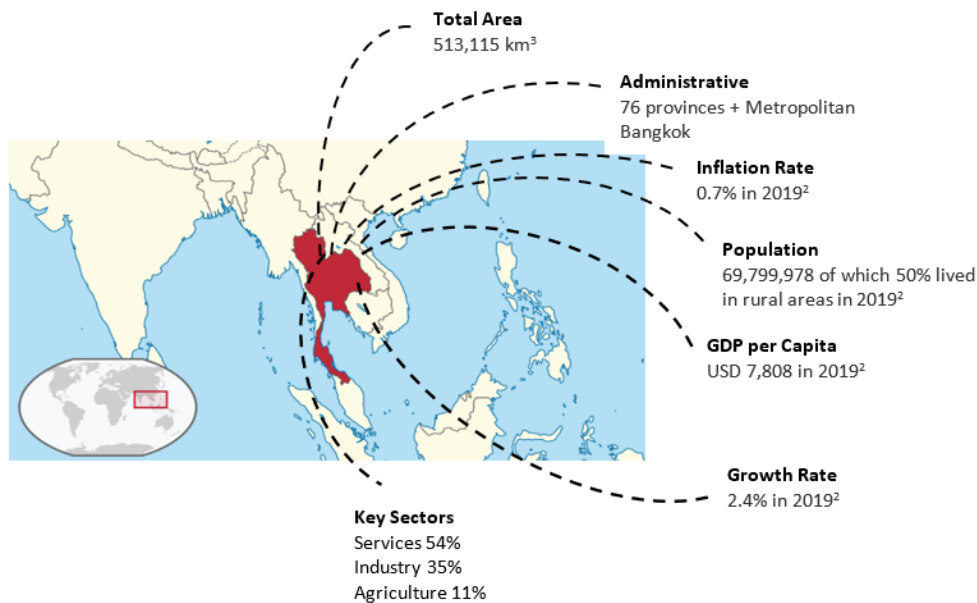 Total Area
513,115 km³
Administrative
76 provinces + Metropolitan
Bangkok
Inflation Rate
0.7% in 2019²
Population
69,799,978 of which 50% lived
in rural areas in 2019²
GDP per Capita
USD 7,808 in 2019²
Growth Rate
2.4% in 2019²
Key Sectors
Services 54%
Industry 35%
Agriculture 11%